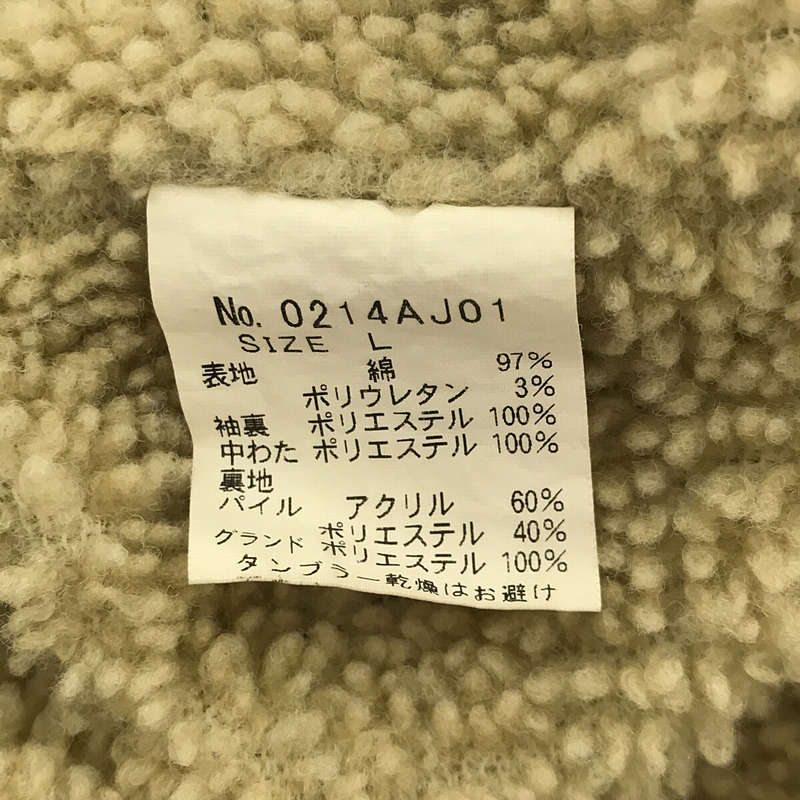 No. 0214AJ01
SIZE L
表地 綿 97%
ポリウレタン 3%
袖裏 ポリエステル 100%
中わた ポリエステル 100%
裏地
パイル アクリル 60%
ポリエステル 40%
グランド ポリエステル 100%
タンブラー乾燥はお避け